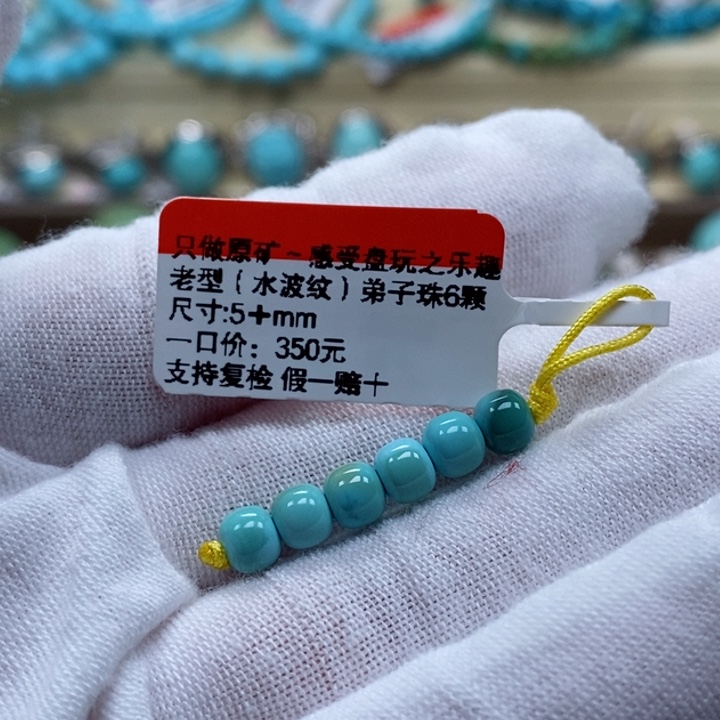 只做原矿~感受盘玩之乐趣
老型(水波纹)弟子珠6颗
尺寸:5+mm
一口价: 350元
支持复检 假一赔十